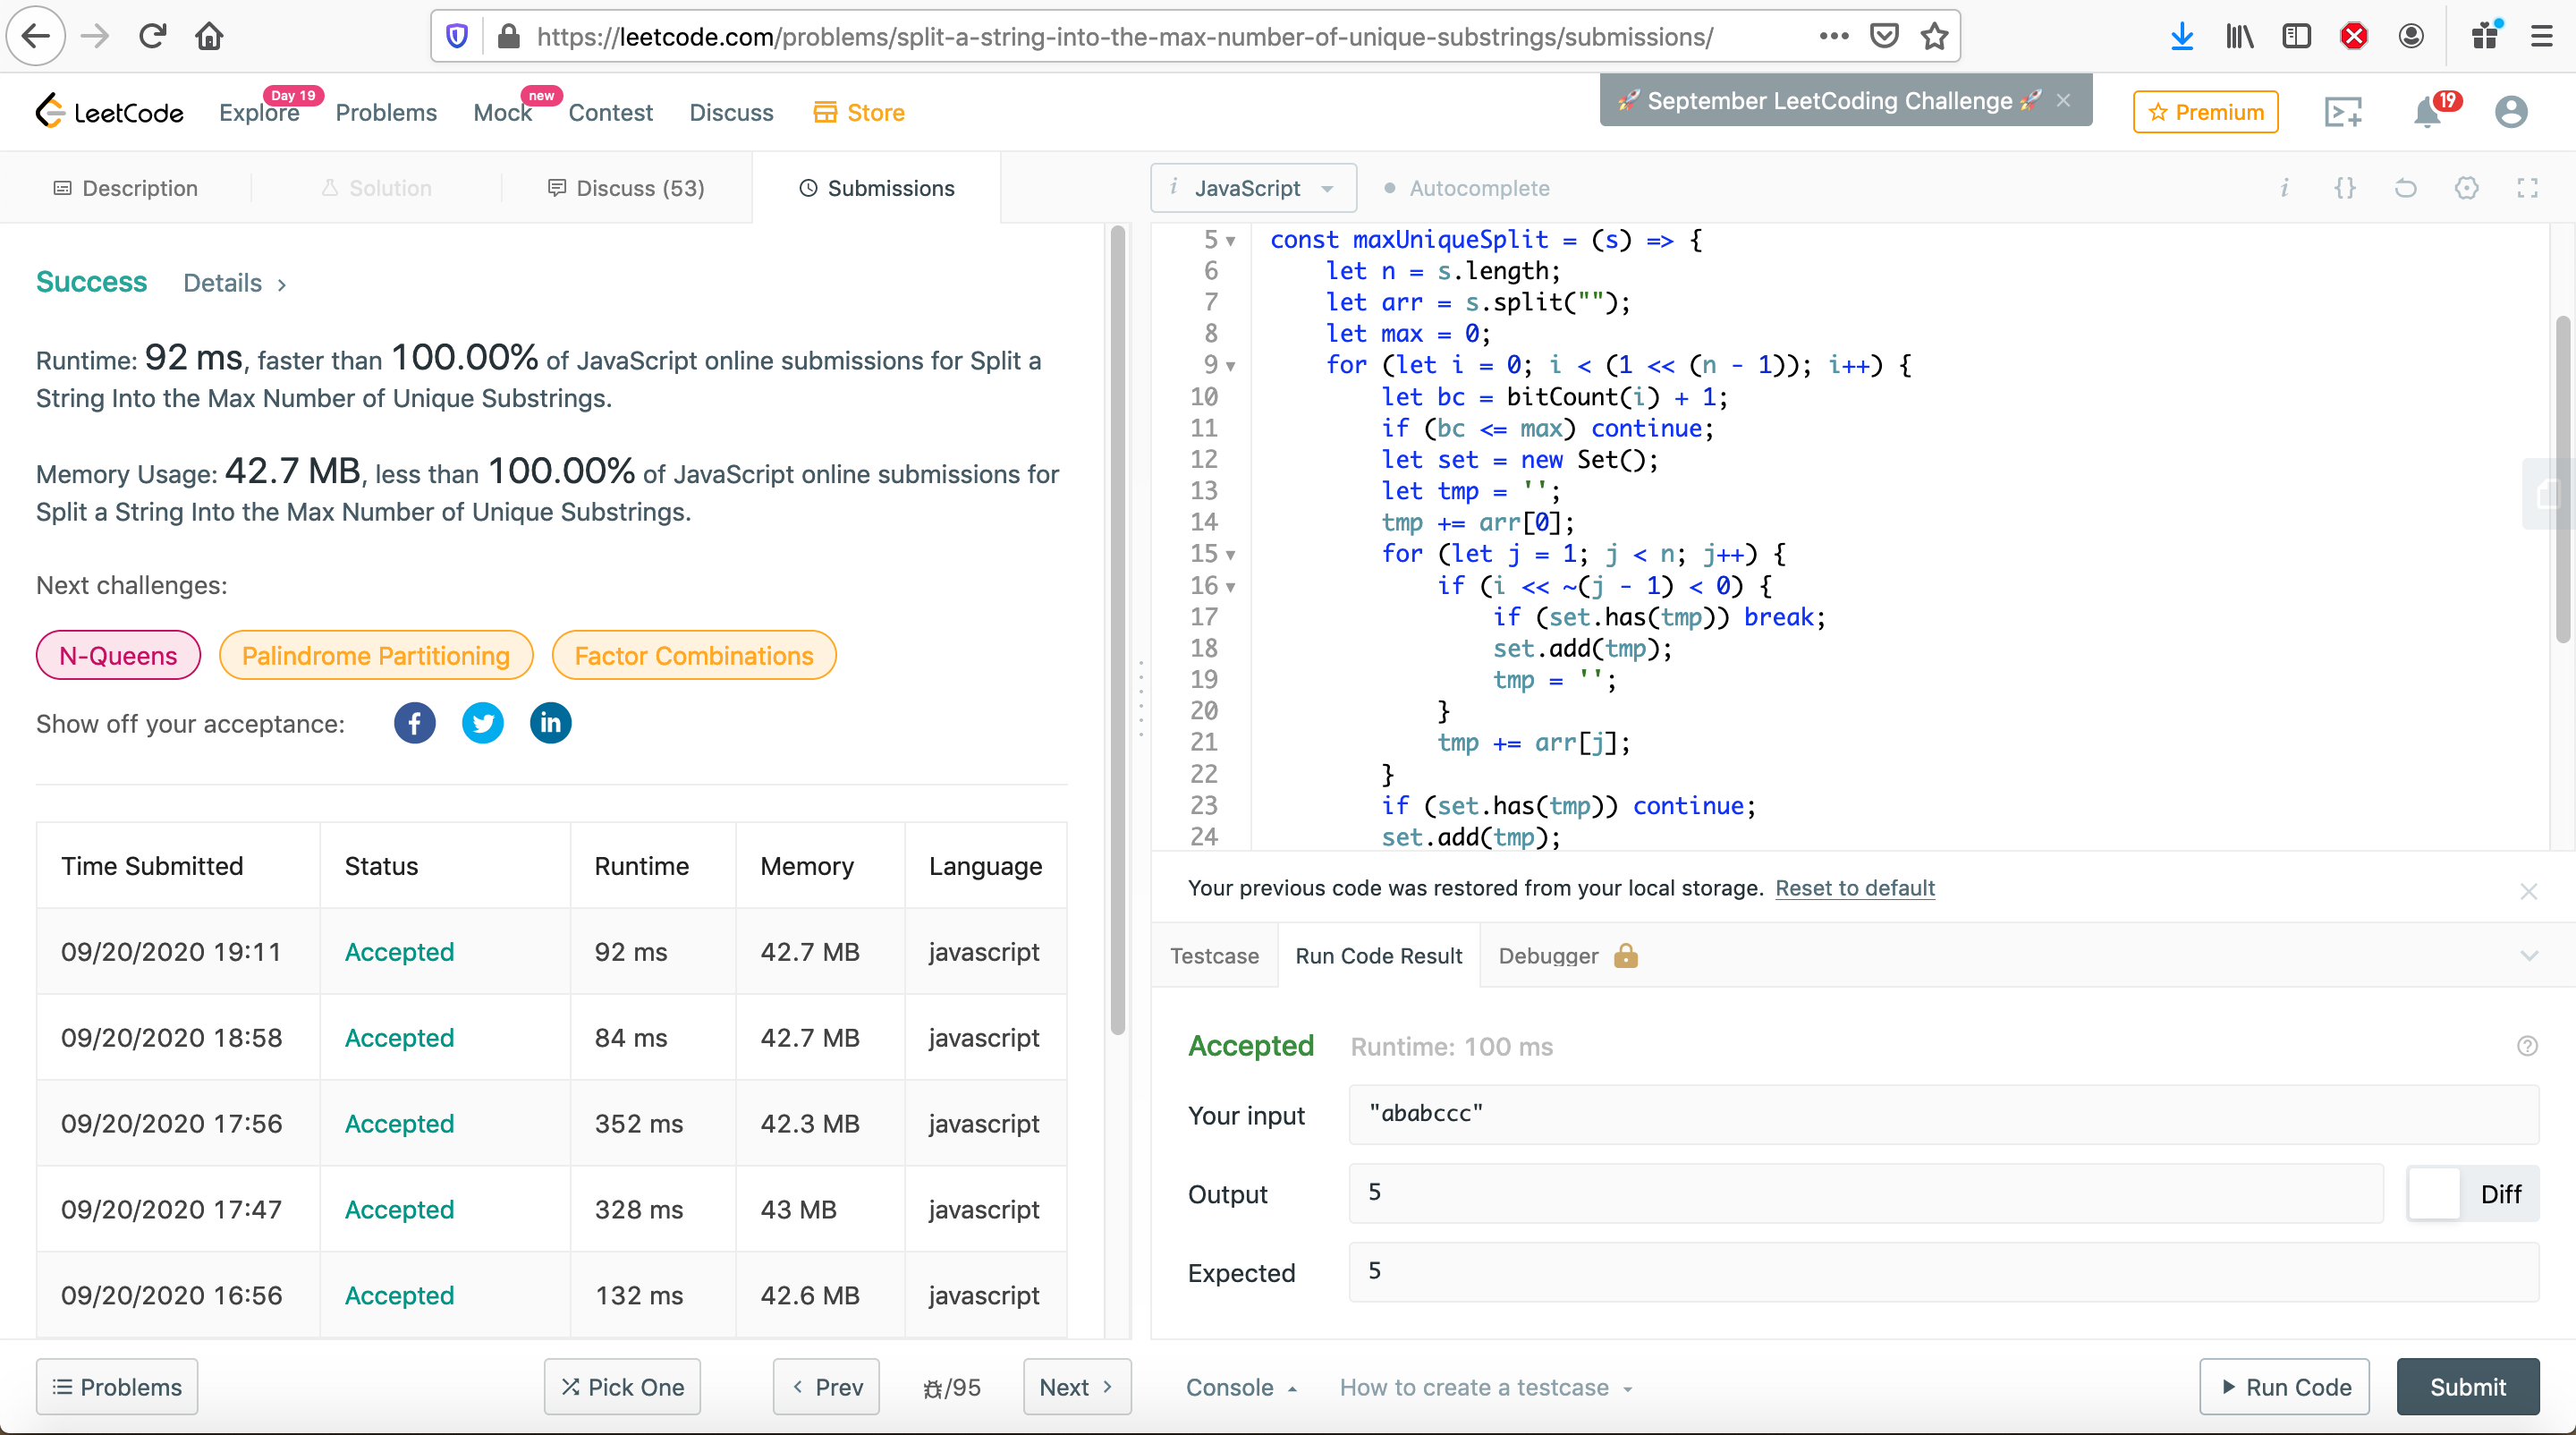 https://leetcode.com/problems/split-a-string-into-the-max-number-of-unique-substrings/submissions/
LeetCode
Explore
Day 19
Problems
Mock
new
Contest
Discuss
Store
🚀 September LeetCoding Challenge 🚀
Premium
19
Description
Solution
Discuss (53)
Submissions
i JavaScript
Autocomplete
Success Details
Runtime: 92 ms, faster than 100.00% of JavaScript online submissions for Split a
String Into the Max Number of Unique Substrings.
Memory Usage: 42.7 MB, less than 100.00% of JavaScript online submissions for
Split a String Into the Max Number of Unique Substrings.
Next challenges:
N-Queens
Palindrome Partitioning
Factor Combinations
Show off your acceptance:
Time Submitted Status Runtime Memory Language
09/20/2020 19:11 Accepted 92 ms 42.7 MB javascript
09/20/2020 18:58 Accepted 84 ms 42.7 MB javascript
09/20/2020 17:56 Accepted 352 ms 42.3 MB javascript
09/20/2020 17:47 Accepted 328 ms 43 MB javascript
09/20/2020 16:56 Accepted 132 ms 42.6 MB javascript
Problems
Pick One
Prev
/95
Next
5 const maxUniqueSplit = (s) => {
6 let n = s.length;
7 let arr = s.split("");
8 let max = 0;
9 for (let i = 0; i < (1 << (n - 1)); i++) {
10 let bc = bitCount(i) + 1;
11 if (bc <= max) continue;
12 let set = new Set();
13 let tmp = '';
14 tmp += arr[0];
15 for (let j = 1; j < n; j++) {
16 if (i << ~(j - 1) < 0) {
17 if (set.has(tmp)) break;
18 set.add(tmp);
19 tmp = '';
20 }
21 tmp += arr[j];
22 }
23 if (set.has(tmp)) continue;
24 set.add(tmp);
Your previous code was restored from your local storage. Reset to default
Testcase
Run Code Result
Debugger
Accepted Runtime: 100 ms
Your input "ababccc"
Output 5
Diff
Expected 5
Console
How to create a testcase
Run Code
Submit